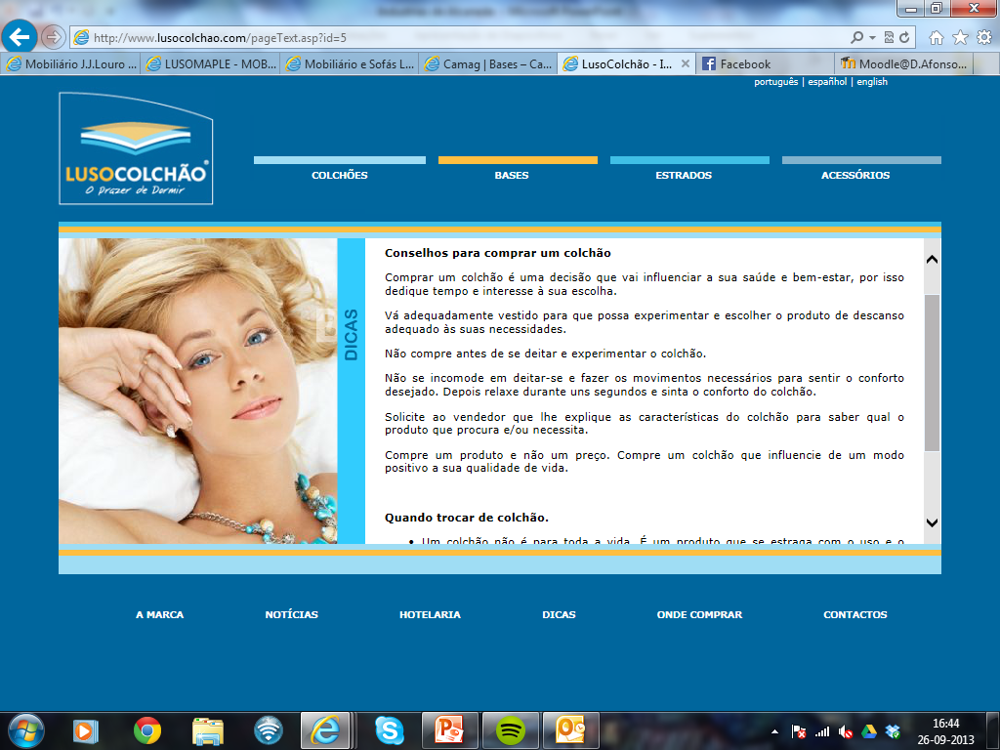 http://www.lusocolchao.com/pageText.asp?id=5
Mobiliário J.J.Louro ...
LUSOMAPLE - MOB...
Mobiliário e Sofás L...
Camag | Bases – Ca...
LusoColchão - I...
Facebook
Moodle@D.Afonso...
português | españhol | english
LUSOCOLCHÃO®
O Prazer de Dormir
COLCHÕES
BASES
ESTRADOS
ACESSÓRIOS
DICAS
Conselhos para comprar um colchão
Comprar um colchão é uma decisão que vai influenciar a sua saúde e bem-estar, por isso
dedique tempo e interesse à sua escolha.
Vá adequadamente vestido para que possa experimentar e escolher o produto de descanso
adequado às suas necessidades.
Não compre antes de se deitar e experimentar o colchão.
Não se incomode em deitar-se e fazer os movimentos necessários para sentir o conforto
desejado. Depois relaxe durante uns segundos e sinta o conforto do colchão.
Solicite ao vendedor que lhe explique as características do colchão para saber qual o
produto que procura e/ou necessita.
Compre um produto e não um preço. Compre um colchão que influencie de um modo
positivo a sua qualidade de vida.
Quando trocar de colchão.
• Um colchão não é para toda a vida. É um produto que se estraga com o uso e o
A MARCA
NOTÍCIAS
HOTELARIA
DICAS
ONDE COMPRAR
CONTACTOS
16:44
26-09-2013